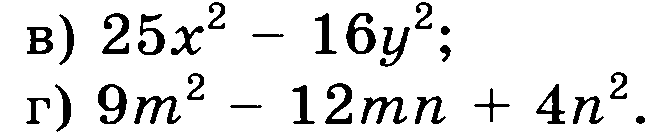 в) 25x² − 16y²;
г) 9m² − 12mn + 4n².